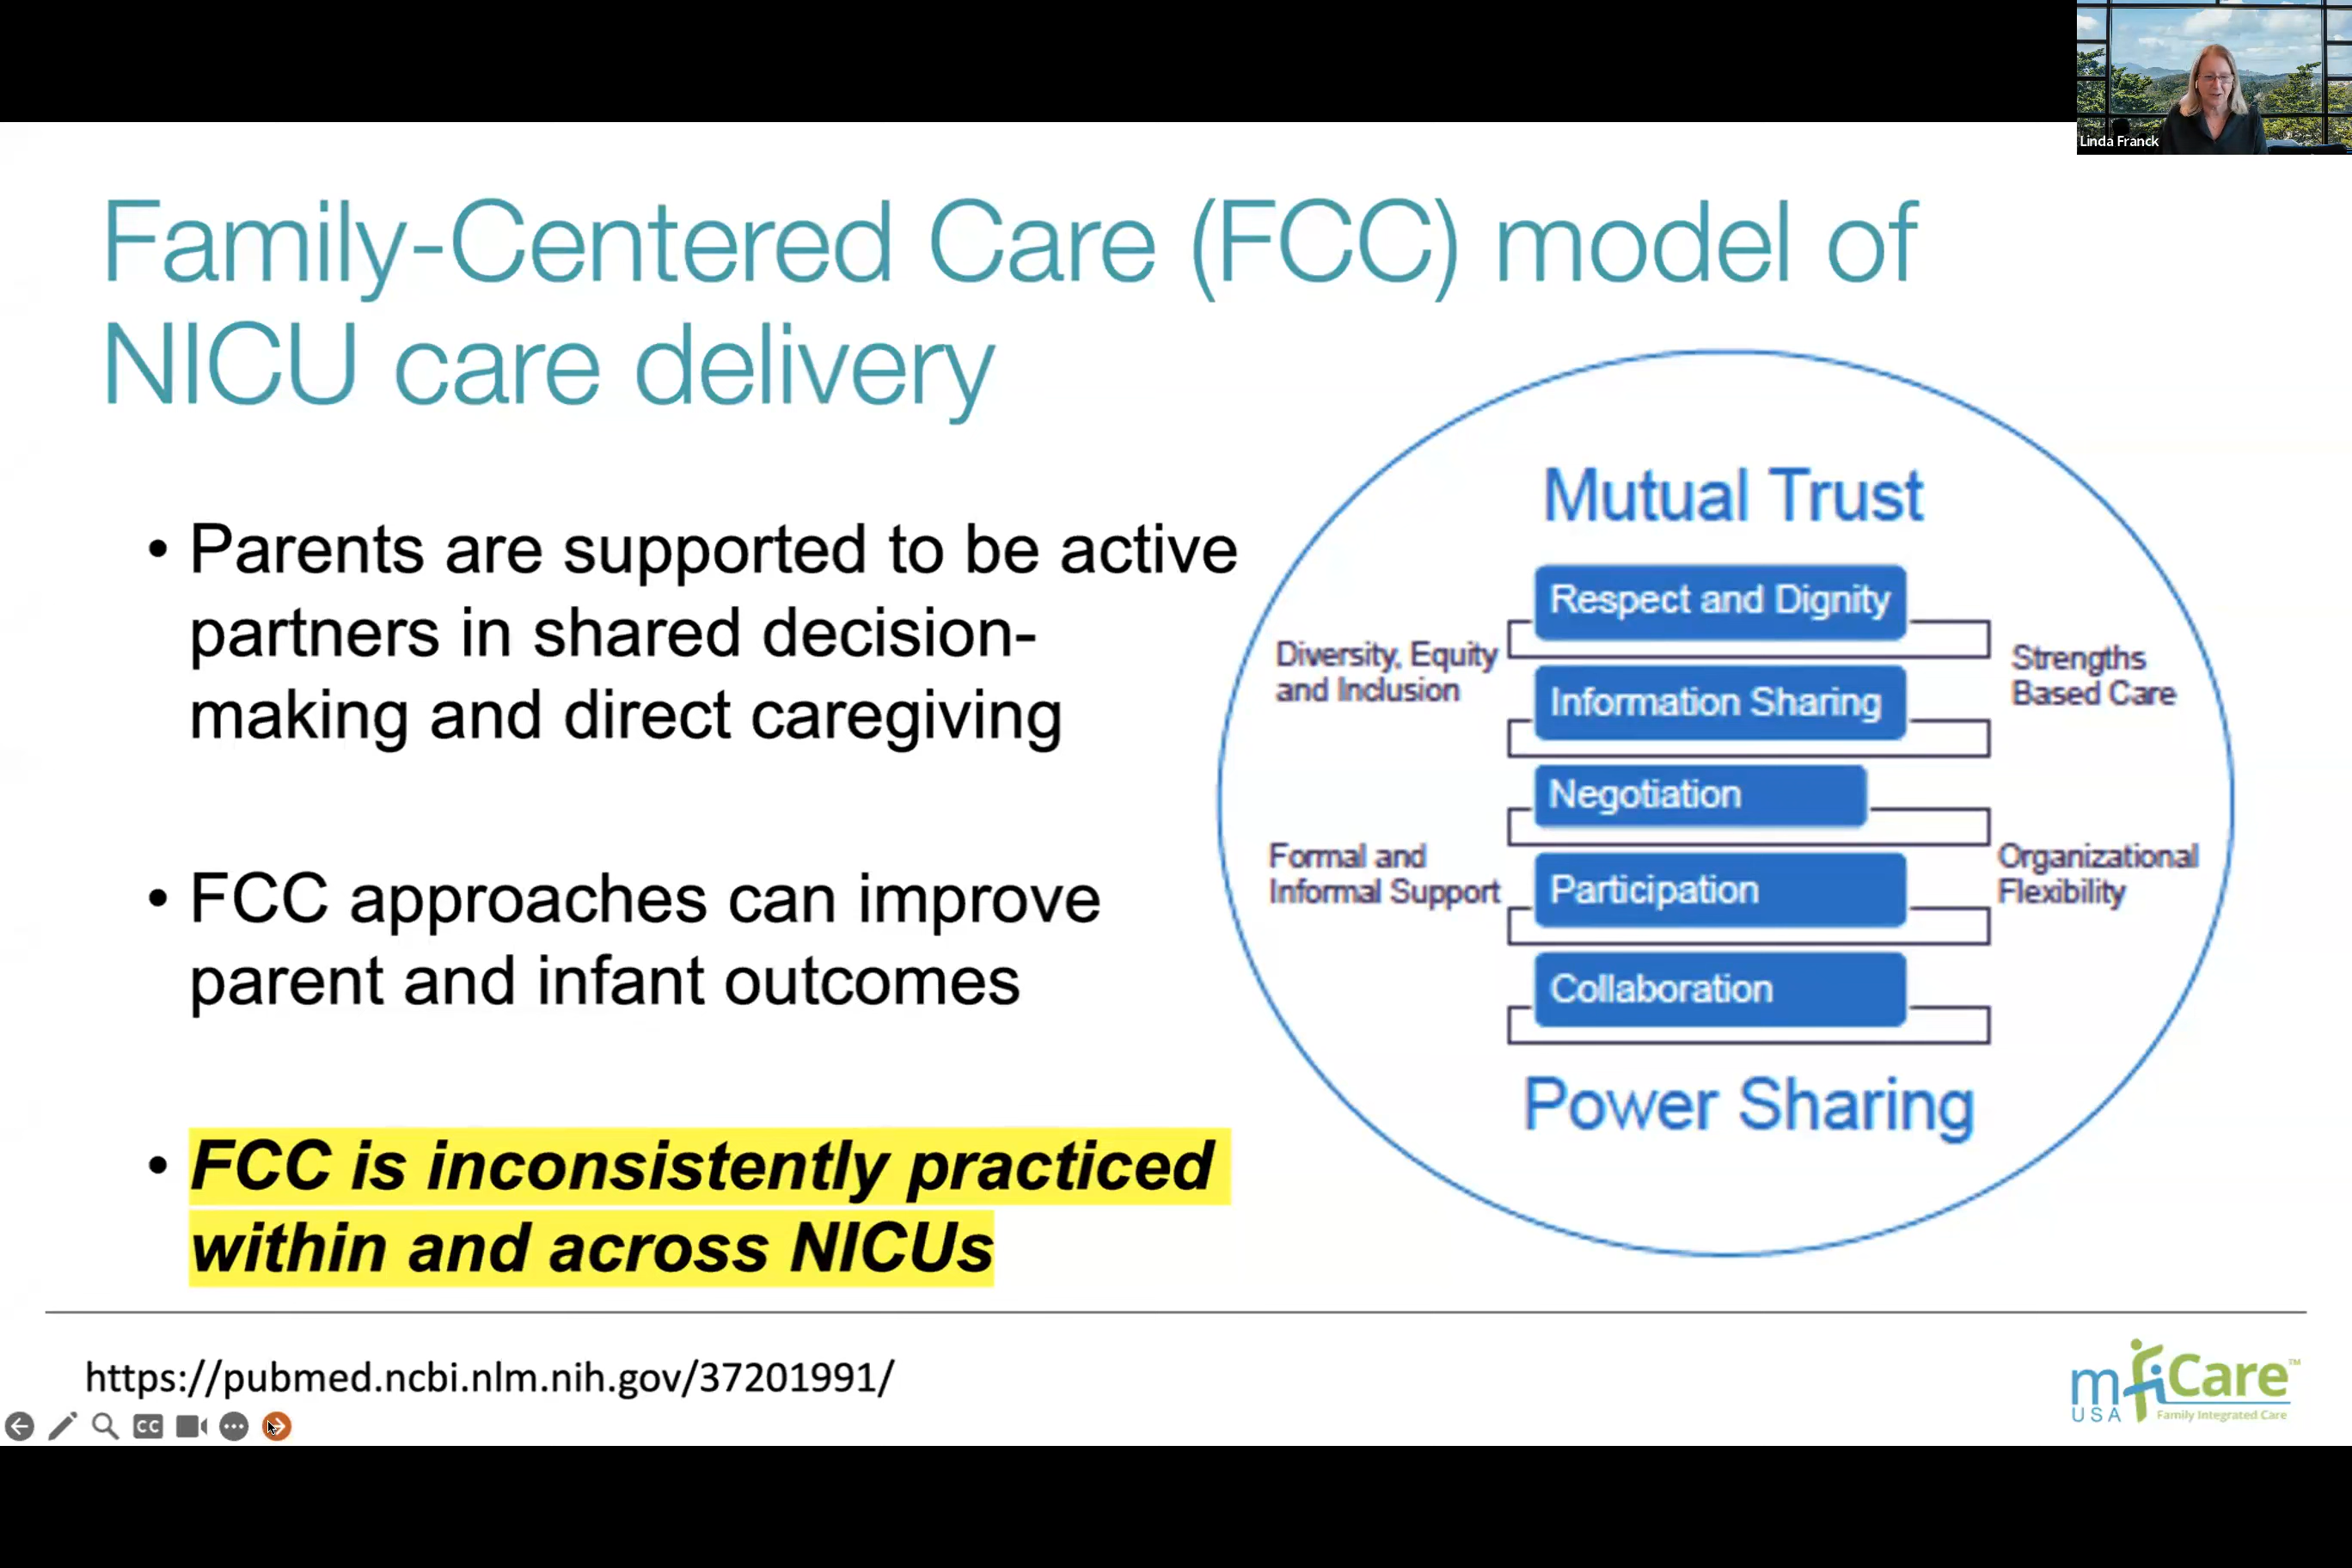 Linda Franck
Family-Centered Care (FCC) model of
NICU care delivery
• Parents are supported to be active
partners in shared decision-
making and direct caregiving
• FCC approaches can improve
parent and infant outcomes
• FCC is inconsistently practiced
within and across NICUs
Mutual Trust
Respect and Dignity
Diversity, Equity
and Inclusion
Strengths
Based Care
Information Sharing
Negotiation
Formal and
Informal Support
Organizational
Flexibility
Participation
Collaboration
Power Sharing
https://pubmed.ncbi.nlm.nih.gov/37201991/
mfiCare™
USA Family Integrated Care
CC